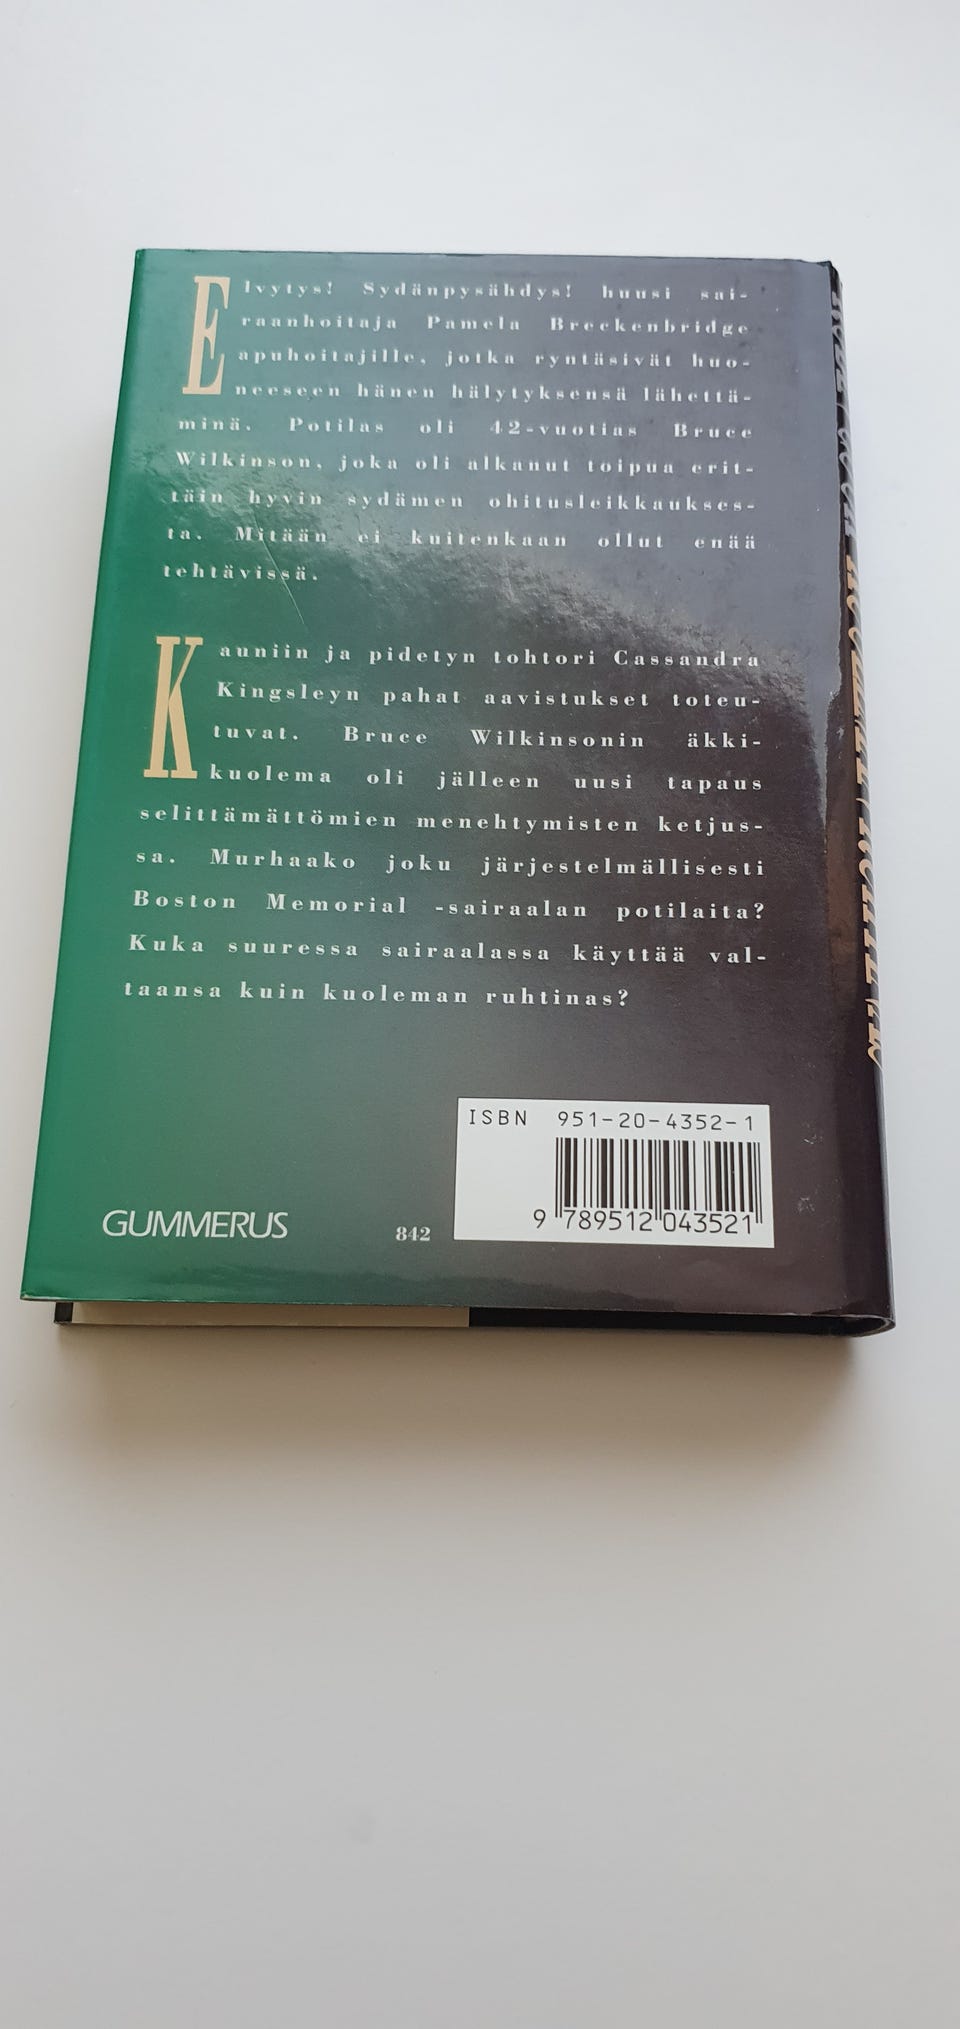 Elvytys! Sydänpysähdys! huusi sai-
raanhoitaja Pamela Breckenbridge
apuhoitajille, jotka ryntäsivät huo-
neeseen hänen hälytyksensä lähettä-
minä. Potilas oli 42-vuotias Bruce
Wilkinson, joka oli alkanut toipua erit-
täin hyvin sydämen ohitusleikkaukses-
ta. Mitään ei kuitenkaan ollut enää
tehtävissä.
Kauniin ja pidetyn tohtori Cassandra
Kingsleyn pahat aavistukset toteu-
tuvat. Bruce Wilkinsonin äkki-
kuolema oli jälleen uusi tapaus
selittämättömien menehtymisten ketjus-
sa. Murhaako joku järjestelmällisesti
Boston Memorial -sairaalan potilaita?
Kuka suuressa sairaalassa käyttää val-
taansa kuin kuoleman ruhtinas?
ISBN 951-20-4352-1
9 789512 043521
GUMMERUS
842